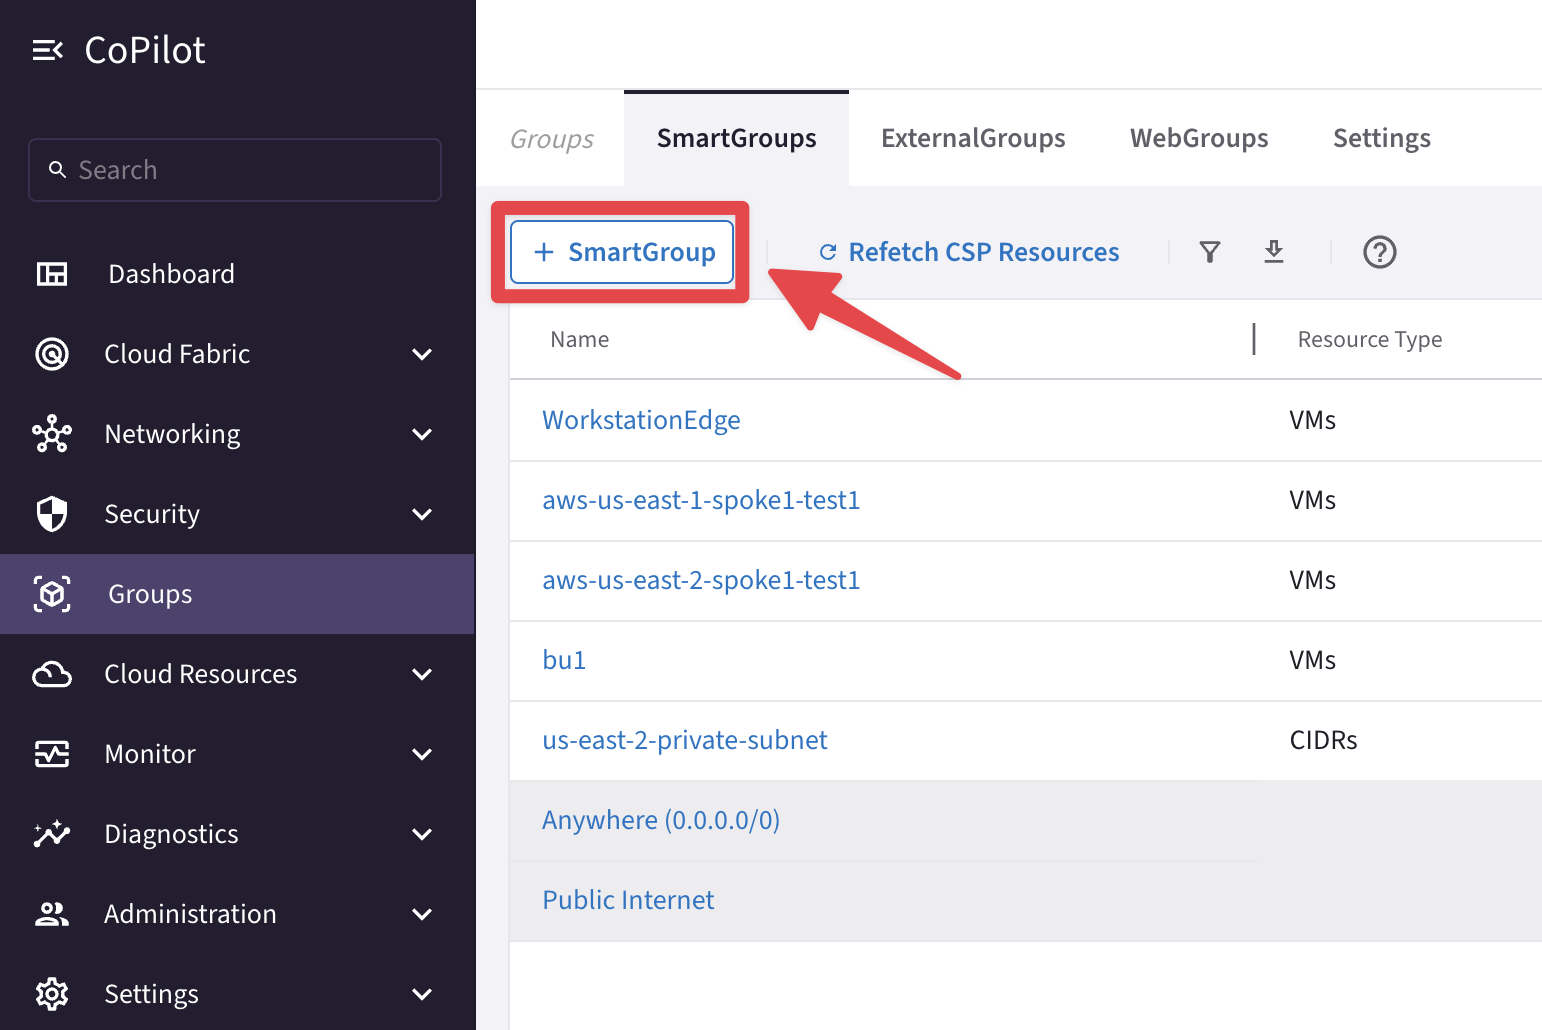 CoPilot
Search
Dashboard
Cloud Fabric
Networking
Security
Groups
Cloud Resources
Monitor
Diagnostics
Administration
Settings
Groups SmartGroups ExternalGroups WebGroups Settings
+ SmartGroup Refetch CSP Resources ?
Name Resource Type
WorkstationEdge VMs
aws-us-east-1-spoke1-test1 VMs
aws-us-east-2-spoke1-test1 VMs
bu1 VMs
us-east-2-private-subnet CIDRs
Anywhere (0.0.0.0/0)
Public Internet